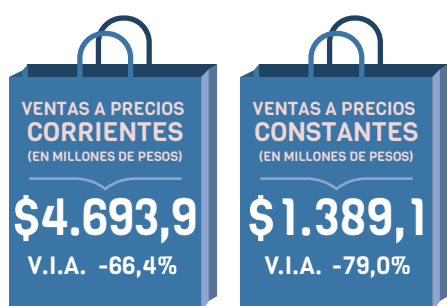 VENTAS A PRECIOS
CORRIENTES
(EN MILLONES DE PESOS)
$4.693,9
V.I.A. -66,4%
VENTAS A PRECIOS
CONSTANTES
(EN MILLONES DE PESOS)
$1.389,1
V.I.A. -79,0%